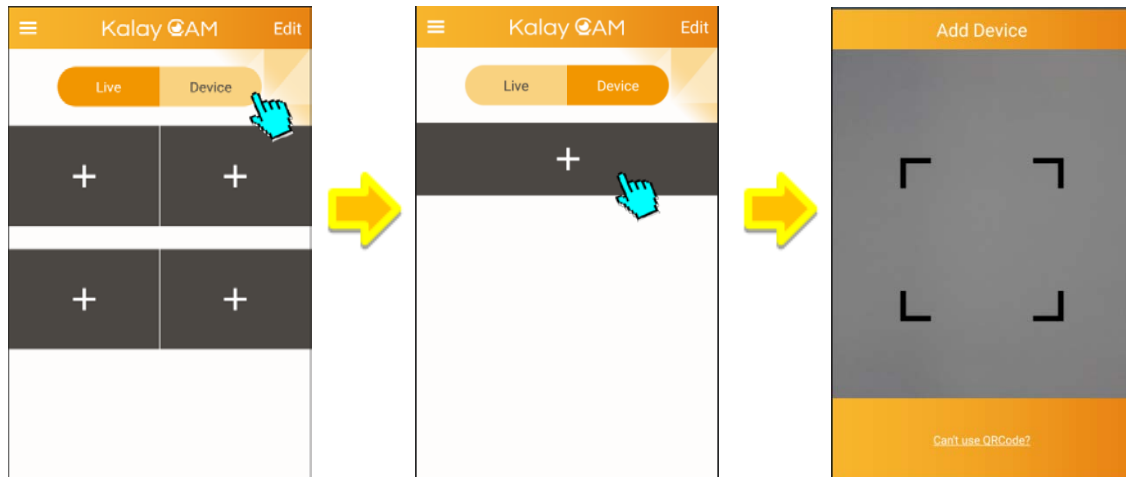 Kalay CAM Edit
Live Device
+ +
+ +
Kalay CAM Edit
Live Device
+
Add Device
Can't use QRCode?